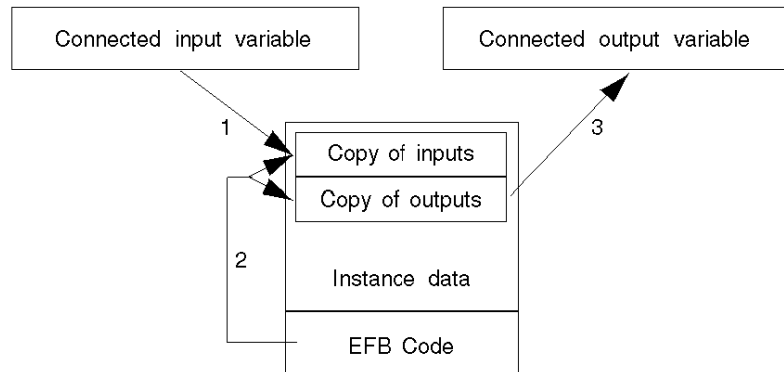 Connected input variable
Connected output variable
1
3
Copy of inputs
Copy of outputs
2
Instance data
EFB Code